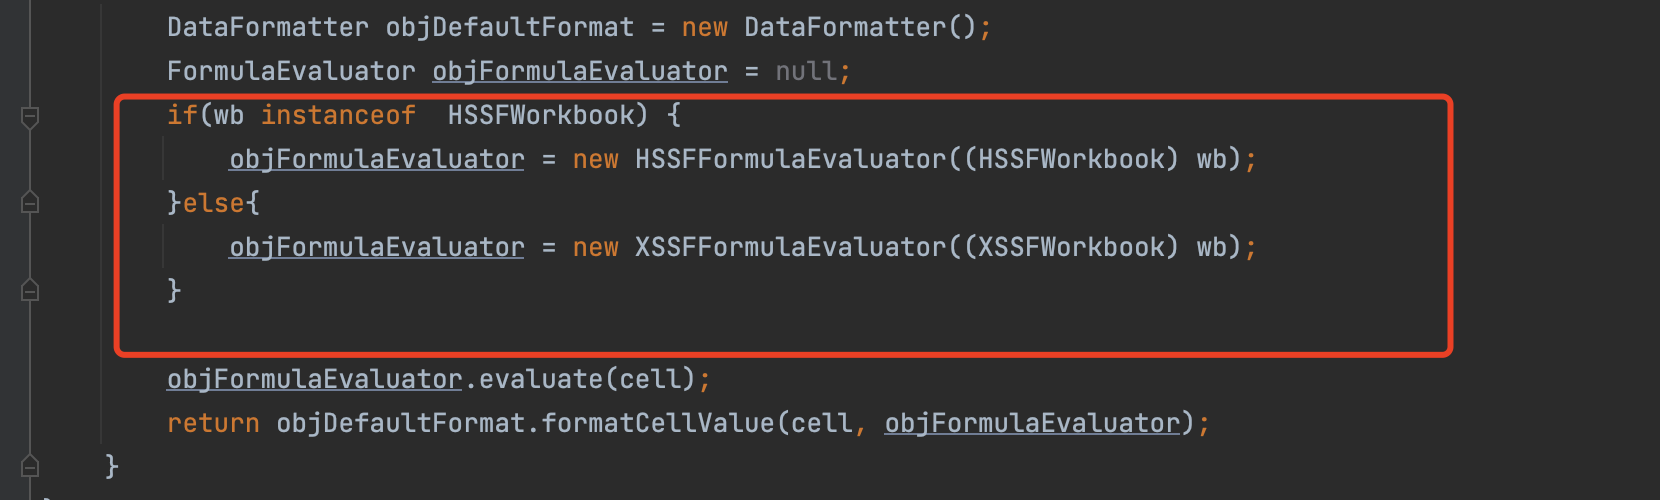 DataFormatter objDefaultFormat = new DataFormatter();
FormulaEvaluator objFormulaEvaluator = null;
if(wb instanceof  HSSFWorkbook) {
objFormulaEvaluator = new HSSFFormulaEvaluator((HSSFWorkbook) wb);
}else{
objFormulaEvaluator = new XSSFFormulaEvaluator((XSSFWorkbook) wb);
}
objFormulaEvaluator.evaluate(cell);
return objDefaultFormat.formatCellValue(cell, objFormulaEvaluator);
}